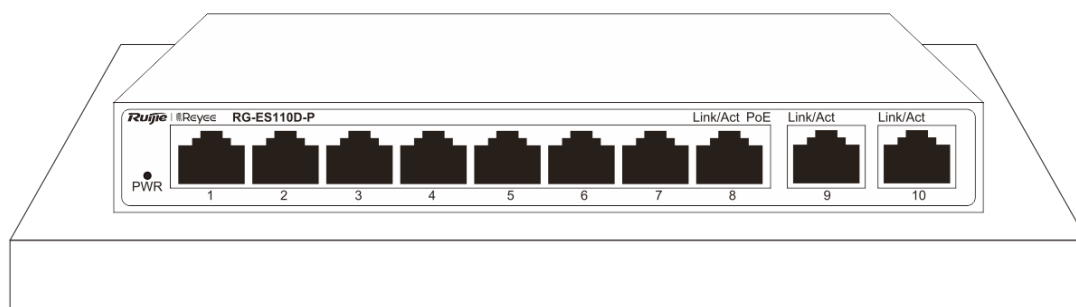 Ruijie | Reyee RG-ES110D-P Link/Act PoE Link/Act Link/Act
PWR
1 2 3 4 5 6 7 8 9 10